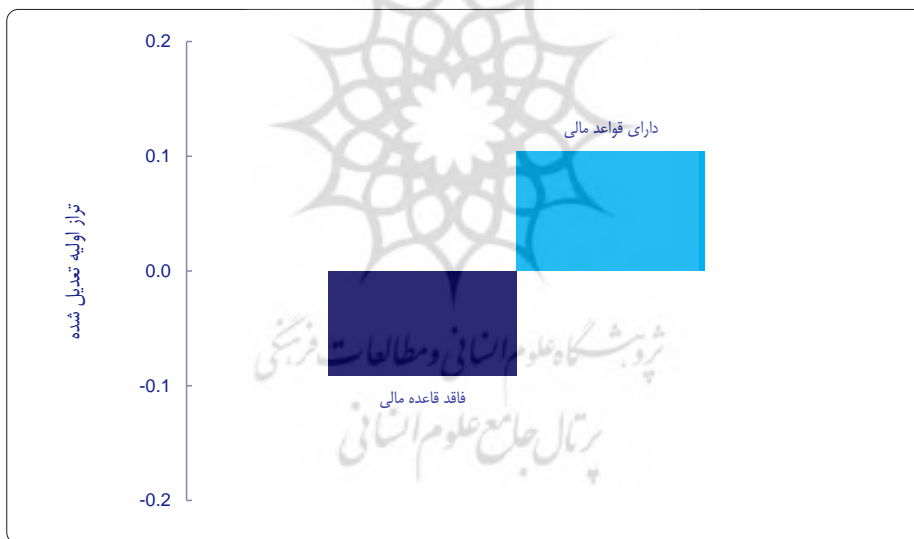 0.2
دارای قواعد مالی
0.1
تراز اولیه تعدیل شده
0.0
پژوهشگاه علوم انسانی و مطالعات فرهنگی
-0.1
فاقد قاعده مالی
پرتال جامع علوم انسانی
-0.2